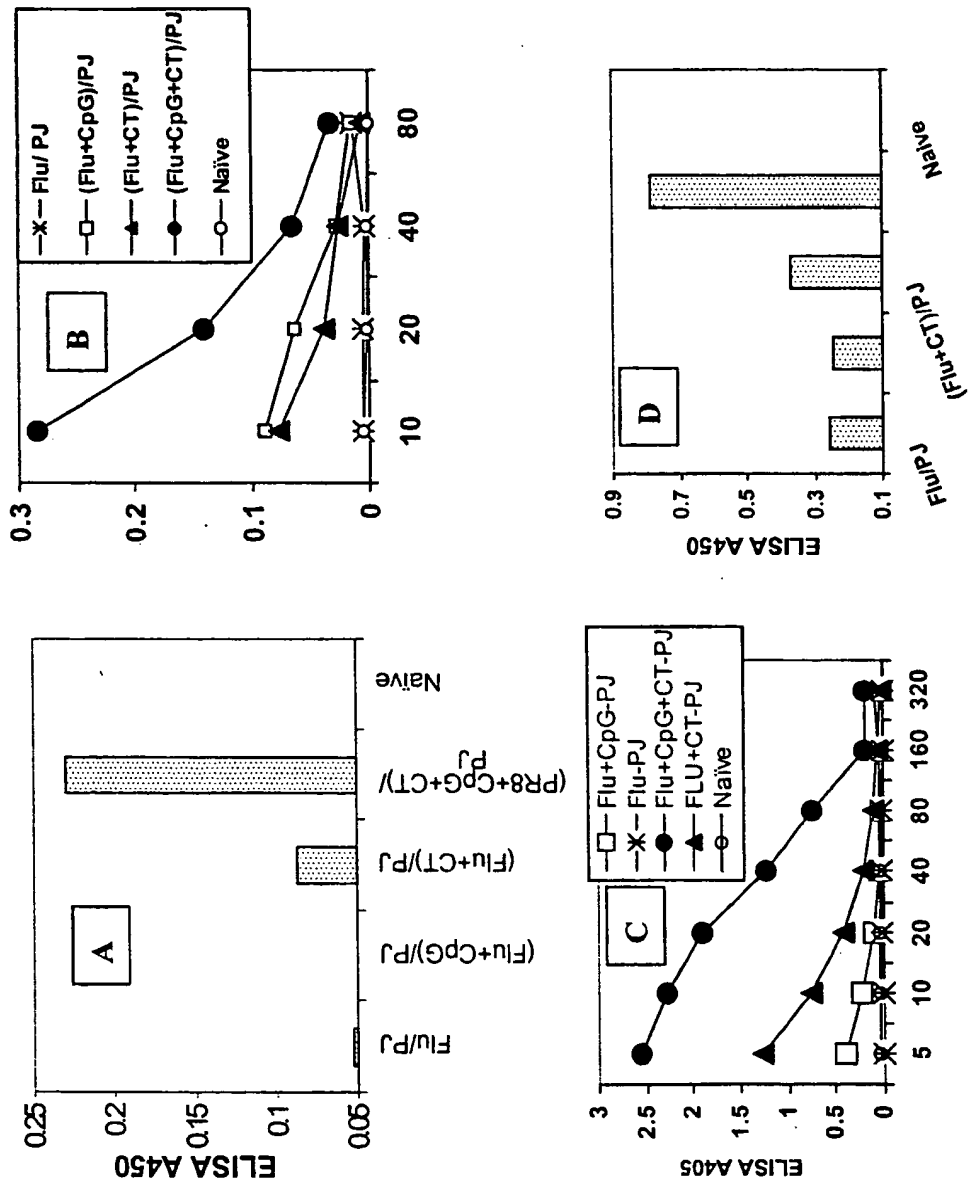 A
0.25
0.2
0.15
0.1
0.05
ELISA A450
Flu/PJ
(Flu+CpG)/PJ
(Flu+CT)/PJ
(PR8+CpG+CT)/
PJ
Naïve
B
0.3
0.2
0.1
0
10
20
40
80
Flu/ PJ
(Flu+CpG)/PJ
(Flu+CT)/PJ
(Flu+CpG+CT)/PJ
Naïve
C
3
2.5
2
1.5
1
0.5
0
ELISA A405
5
10
20
40
80
160
320
Flu+CpG-PJ
Flu-PJ
Flu+CpG+CT-PJ
FLU+CT-PJ
Naïve
D
0.9
0.7
0.5
0.3
0.1
ELISA A450
Flu/PJ
(Flu+CT)/PJ
Naive